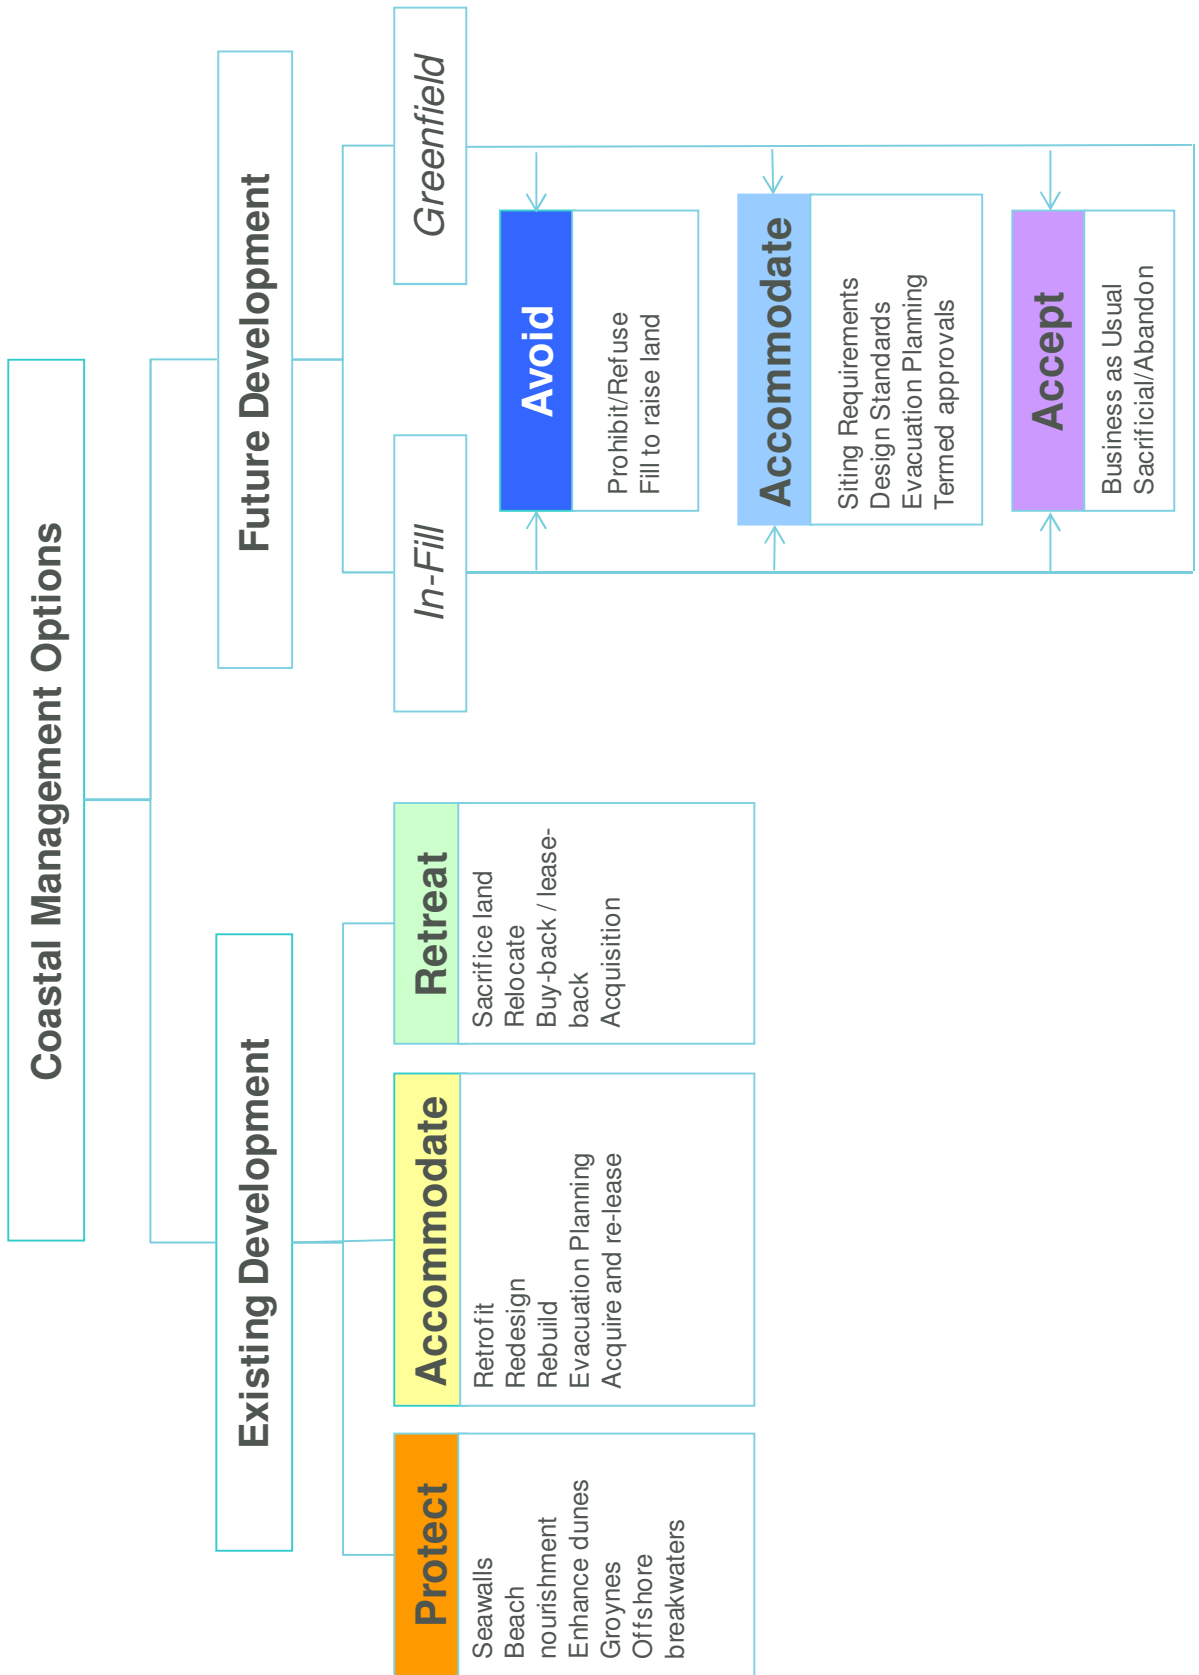 Coastal Management Options
Existing Development
Future Development
Protect
Seawalls
Beach
nourishment
Enhance dunes
Groynes
Offshore
breakwaters
Accommodate
Retrofit
Redesign
Rebuild
Evacuation Planning
Acquire and re-lease
Retreat
Sacrifice land
Relocate
Buy-back / lease-
back
Acquisition
In-Fill
Greenfield
Avoid
Prohibit/Refuse
Fill to raise land
Accommodate
Siting Requirements
Design Standards
Evacuation Planning
Termed approvals
Accept
Business as Usual
Sacrificial/Abandon